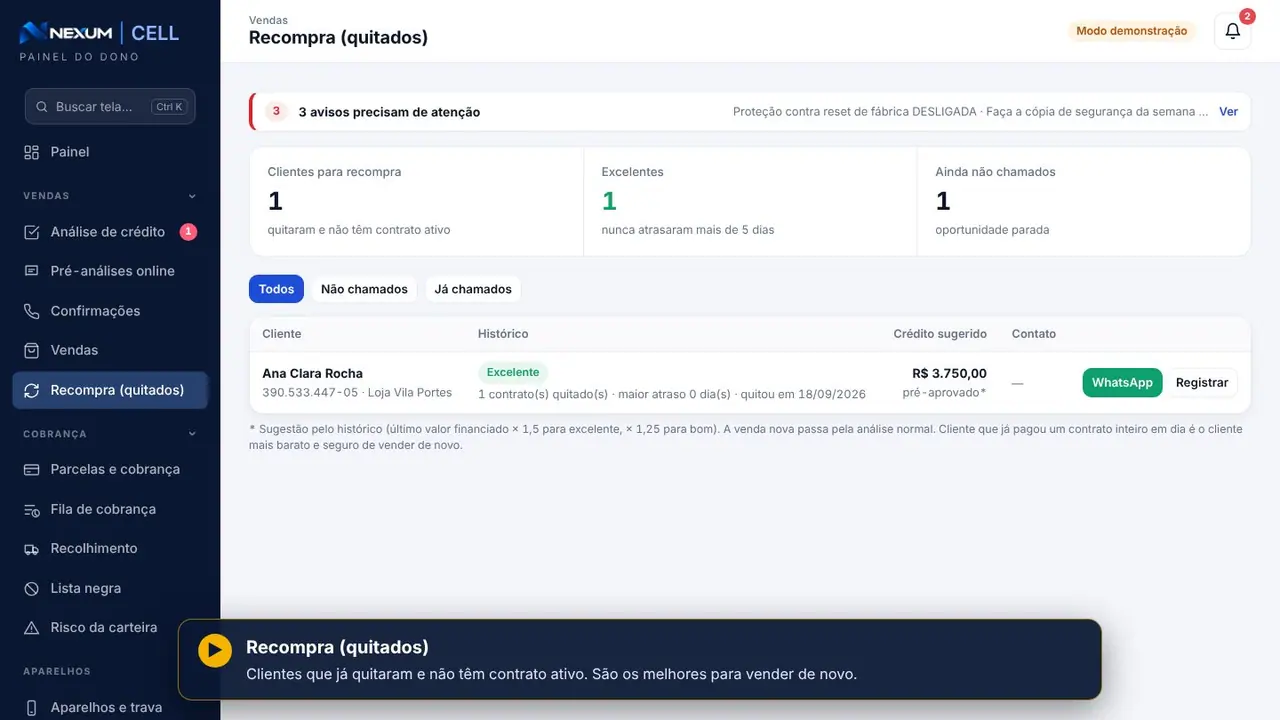 NEXUM | CELL
PAINEL DO DONO
Buscar tela... Ctrl K
Painel
VENDAS
Análise de crédito 1
Pré-análises online
Confirmações
Vendas
Recompra (quitados)
COBRANÇA
Parcelas e cobrança
Fila de cobrança
Recolhimento
Lista negra
Risco da carteira
APARELHOS
Aparelhos e trava
Vendas
Recompra (quitados)
Modo demonstração
2
3 3 avisos precisam de atenção Proteção contra reset de fábrica DESLIGADA · Faça a cópia de segurança da semana ... Ver
Clientes para recompra
1
quitaram e não têm contrato ativo
Excelentes
1
nunca atrasaram mais de 5 dias
Ainda não chamados
1
oportunidade parada
Todos Não chamados Já chamados
Cliente Histórico Crédito sugerido Contato
Ana Clara Rocha
390.533.447-05 · Loja Vila Portes
Excelente
1 contrato(s) quitado(s) · maior atraso 0 dia(s) · quitou em 18/09/2026
R$ 3.750,00
pré-aprovado*
—
WhatsApp Registrar
* Sugestão pelo histórico (último valor financiado × 1,5 para excelente, × 1,25 para bom). A venda nova passa pela análise normal. Cliente que já pagou um contrato inteiro em dia é o cliente
mais barato e seguro de vender de novo.
Recompra (quitados)
Clientes que já quitaram e não têm contrato ativo. São os melhores para vender de novo.